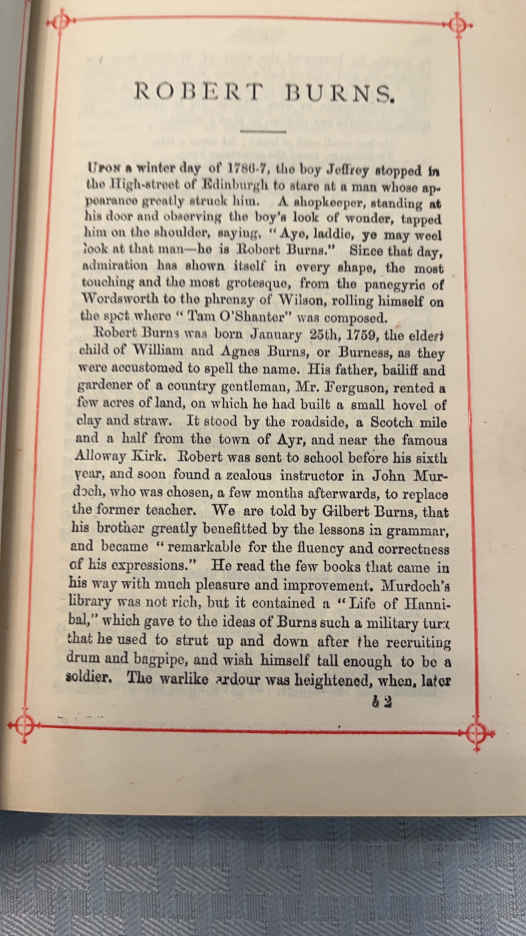 ROBERT BURNS.
UPON a winter day of 1786-7, the boy Jeffrey stopped in
the High-street of Edinburgh to stare at a man whose ap-
pearance greatly struck him. A shopkeeper, standing at
his door and observing the boy's look of wonder, tapped
him on the shoulder, saying, "Aye, laddie, ye may weel
look at that man—he is Robert Burns." Since that day,
admiration has shown itself in every shape, the most
touching and the most grotesque, from the panegyric of
Wordsworth to the phrenzy of Wilson, rolling himself on
the spot where "Tam O'Shanter" was composed.
Robert Burns was born January 25th, 1759, the eldest
child of William and Agnes Burns, or Burness, as they
were accustomed to spell the name. His father, bailiff and
gardener of a country gentleman, Mr. Ferguson, rented a
few acres of land, on which he had built a small hovel of
clay and straw. It stood by the roadside, a Scotch mile
and a half from the town of Ayr, and near the famous
Alloway Kirk. Robert was sent to school before his sixth
year, and soon found a zealous instructor in John Mur-
doch, who was chosen, a few months afterwards, to replace
the former teacher. We are told by Gilbert Burns, that
his brother greatly benefitted by the lessons in grammar,
and became "remarkable for the fluency and correctness
of his expressions." He read the few books that came in
his way with much pleasure and improvement. Murdoch's
library was not rich, but it contained a "Life of Hanni-
bal," which gave to the ideas of Burns such a military turn
that he used to strut up and down after the recruiting
drum and bagpipe, and wish himself tall enough to be a
soldier. The warlike ardour was heightened, when, later
b 2